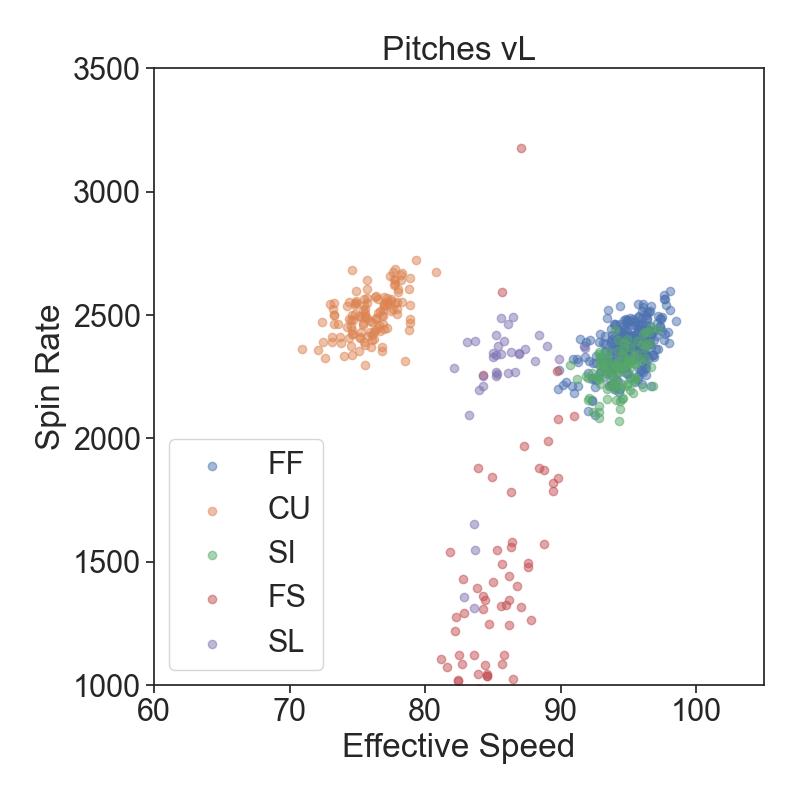 Pitches vL
3500
3000
2500
2000
1500
1000
Spin Rate
FF
CU
SI
FS
SL
60 70 80 90 100
Effective Speed